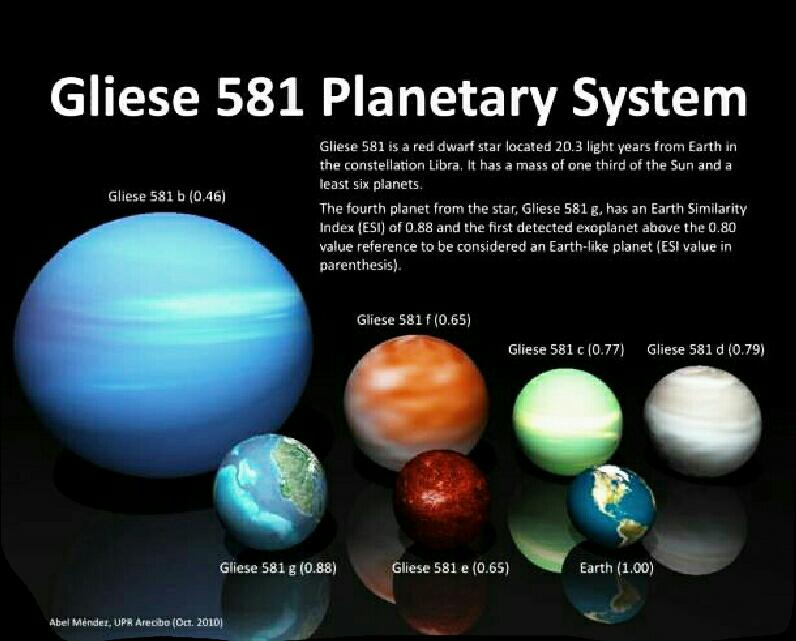 Gliese 581 Planetary System
Gliese 581 is a red dwarf star located 20.3 light years from Earth in
the constellation Libra. It has a mass of one third of the Sun and a
least six planets.
The fourth planet from the star, Gliese 581 g, has an Earth Similarity
Index (ESI) of 0.88 and the first detected exoplanet above the 0.80
value reference to be considered an Earth-like planet (ESI value in
parenthesis).
Gliese 581 b (0.46)
Gliese 581 f (0.65)
Gliese 581 c (0.77)
Gliese 581 d (0.79)
Gliese 581 g (0.88)
Gliese 581 e (0.65)
Earth (1.00)
Abel Méndez, UPR Arecibo (Oct. 2010)